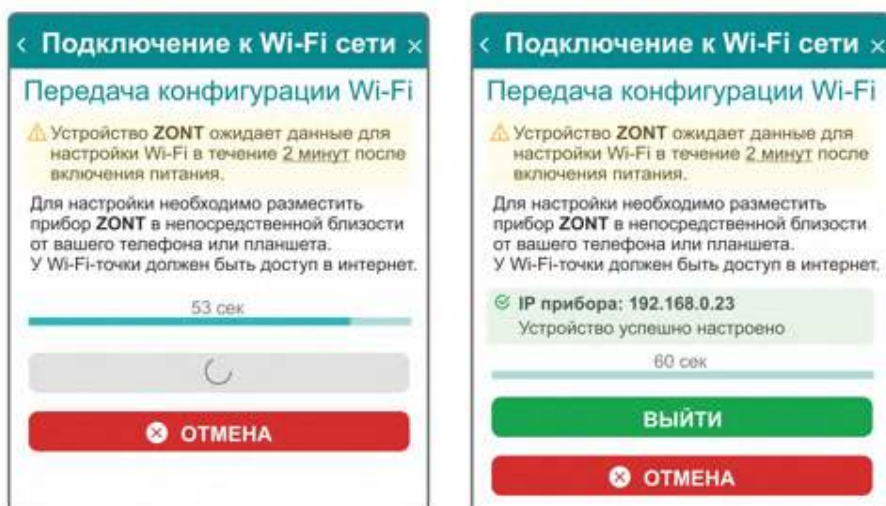 Подключение к Wi-Fi сети
Передача конфигурации Wi-Fi
Устройство ZONT ожидает данные для
настройки Wi-Fi в течение 2 минут после
включения питания.
Для настройки необходимо разместить
прибор ZONT в непосредственной близости
от вашего телефона или планшета.
У Wi-Fi-точки должен быть доступ в интернет.
53 сек
ОТМЕНА
Подключение к Wi-Fi сети
Передача конфигурации Wi-Fi
Устройство ZONT ожидает данные для
настройки Wi-Fi в течение 2 минут после
включения питания.
Для настройки необходимо разместить
прибор ZONT в непосредственной близости
от вашего телефона или планшета.
У Wi-Fi-точки должен быть доступ в интернет.
IP прибора: 192.168.0.23
Устройство успешно настроено
60 сек
ВЫЙТИ
ОТМЕНА